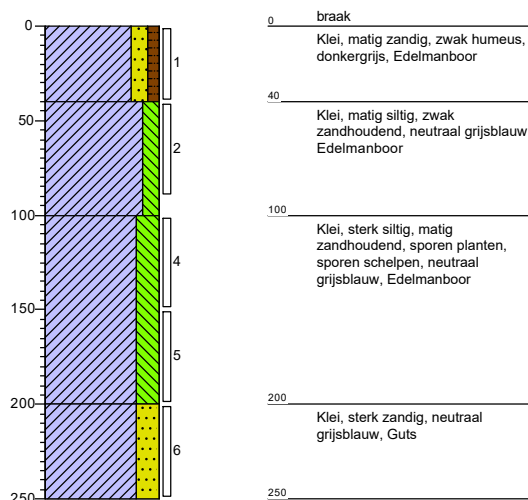 0
50
100
150
200
250
1
2
4
5
6
braak
0
Klei, matig zandig, zwak humeus,
donkergrijs, Edelmanboor
40
Klei, matig siltig, zwak
zandhoudend, neutraal grijsblauw,
Edelmanboor
100
Klei, sterk siltig, matig
zandhoudend, sporen planten,
sporen schelpen, neutraal
grijsblauw, Edelmanboor
200
Klei, sterk zandig, neutraal
grijsblauw, Guts
250